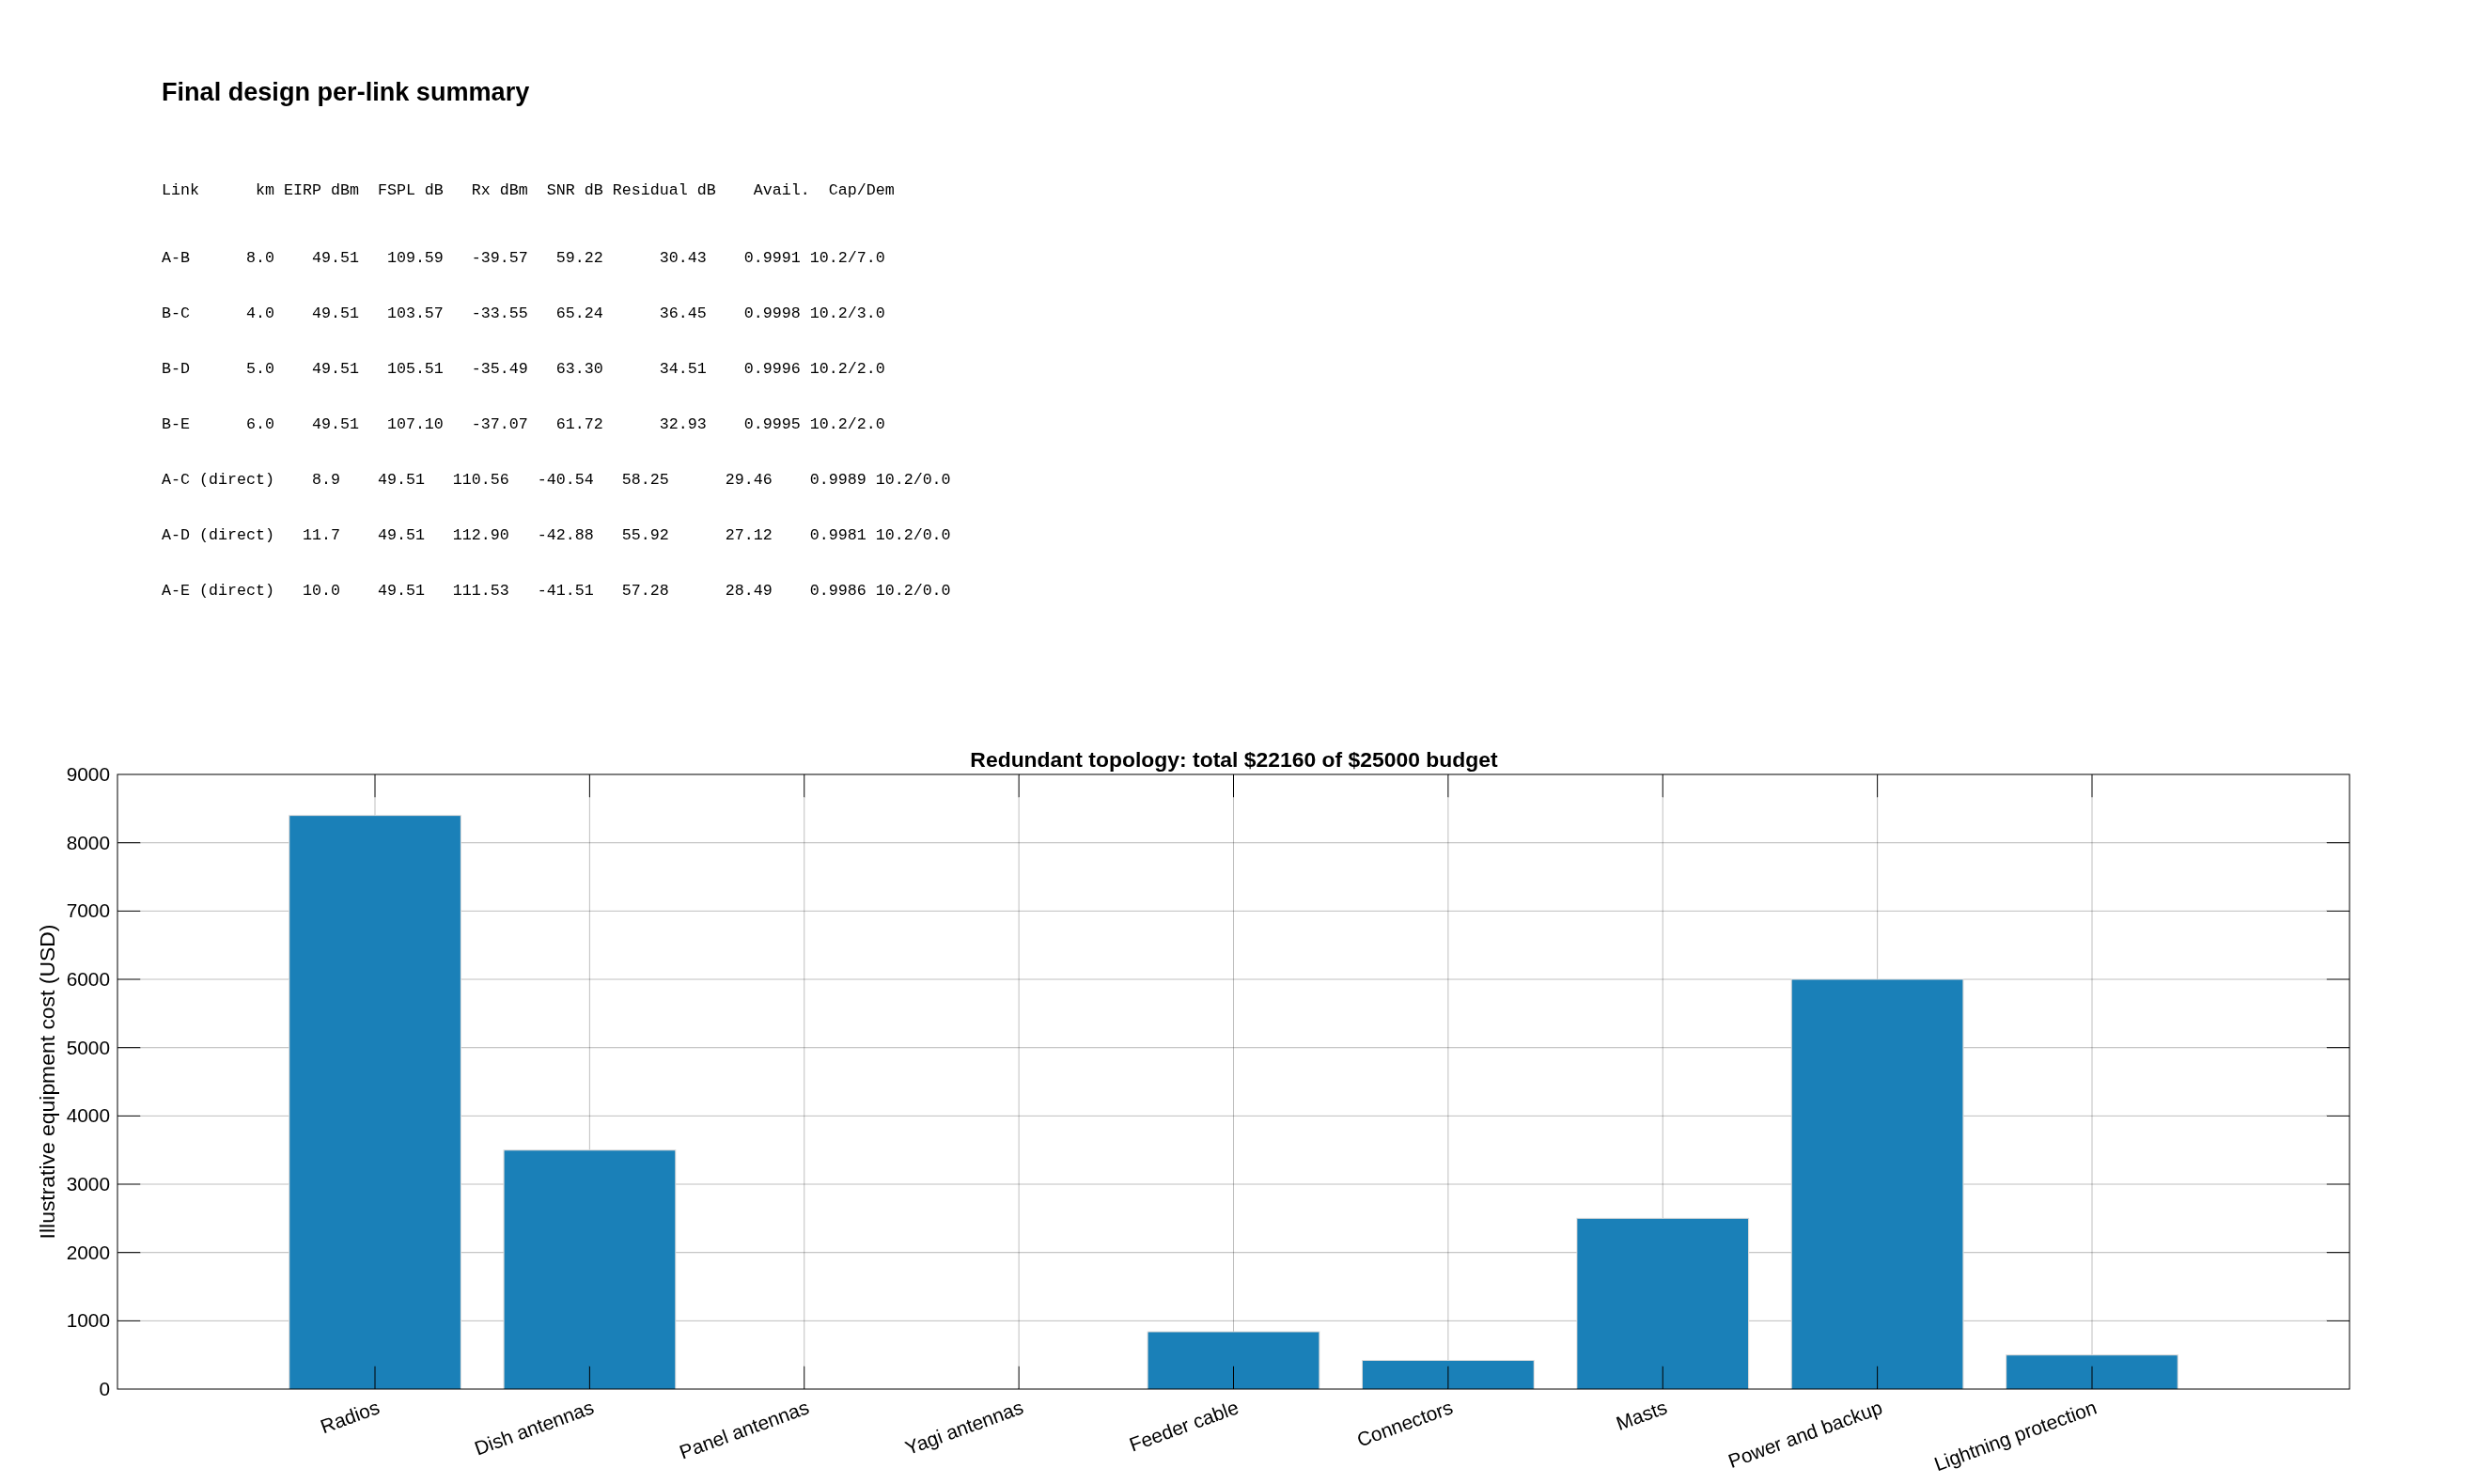 Final design per-link summary
Link      km EIRP dBm  FSPL dB   Rx dBm  SNR dB Residual dB    Avail.  Cap/Dem
A-B      8.0    49.51   109.59   -39.57   59.22      30.43    0.9991 10.2/7.0
B-C      4.0    49.51   103.57   -33.55   65.24      36.45    0.9998 10.2/3.0
B-D      5.0    49.51   105.51   -35.49   63.30      34.51    0.9996 10.2/2.0
B-E      6.0    49.51   107.10   -37.07   61.72      32.93    0.9995 10.2/2.0
A-C (direct)    8.9    49.51   110.56   -40.54   58.25      29.46    0.9989 10.2/0.0
A-D (direct)   11.7    49.51   112.90   -42.88   55.92      27.12    0.9981 10.2/0.0
A-E (direct)   10.0    49.51   111.53   -41.51   57.28      28.49    0.9986 10.2/0.0
Redundant topology: total $22160 of $25000 budget
Illustrative equipment cost (USD)
9000
8000
7000
6000
5000
4000
3000
2000
1000
0
Radios
Dish antennas
Panel antennas
Yagi antennas
Feeder cable
Connectors
Masts
Power and backup
Lightning protection